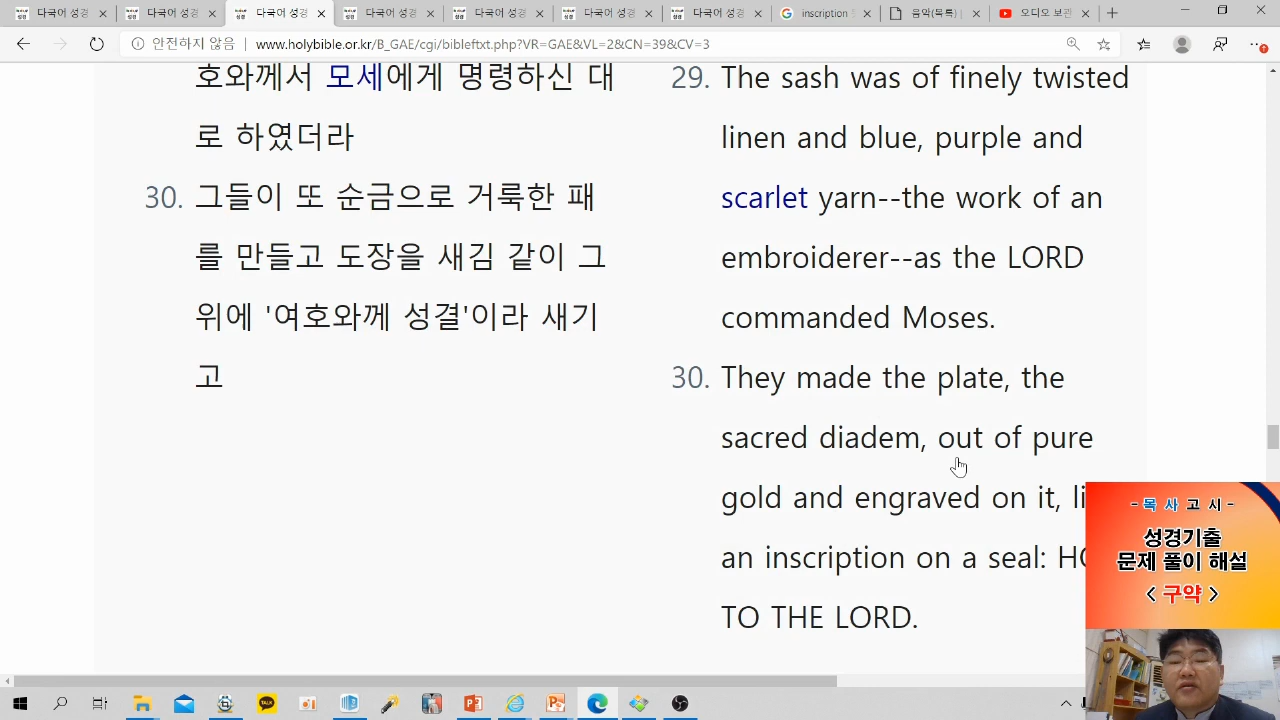 다국어 성경
다국어 성경
다국어 성경
다국어 성경
다국어 성경
다국어 성경
다국어 성경
inscription
음악(목록)
오디오 보관
안전하지 않음
www.holybible.or.kr/B_GAE/cgi/bibleftxt.php?VR=GAE&VL=2&CN=39&CV=3
호와께서 모세에게 명령하신 대
로 하였더라
30. 그들이 또 순금으로 거룩한 패
를 만들고 도장을 새김 같이 그
위에 '여호와께 성결'이라 새기
고
29. The sash was of finely twisted
linen and blue, purple and
scarlet yarn--the work of an
embroiderer--as the LORD
commanded Moses.
30. They made the plate, the
sacred diadem, out of pure
gold and engraved on it, li
an inscription on a seal: HO
TO THE LORD.
- 목 사 고 시 -
성경기출
문제 풀이 해설
< 구약 >
TALK